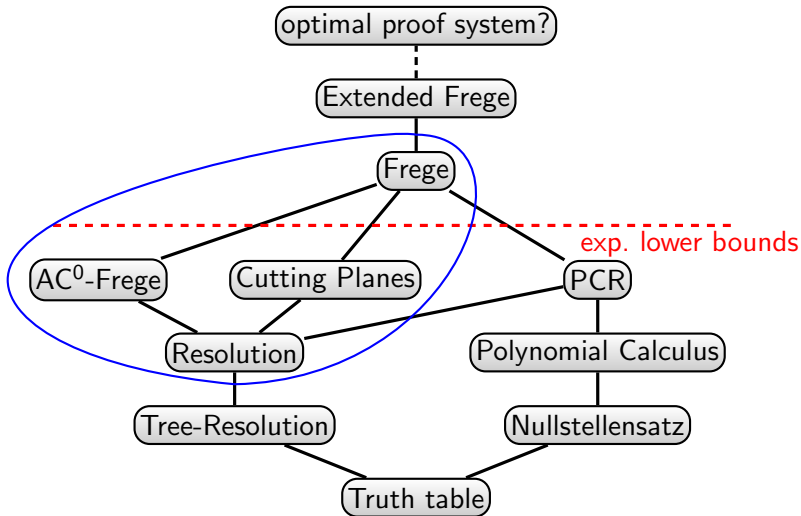 optimal proof system?
Extended Frege
Frege
exp. lower bounds
AC⁰-Frege
Cutting Planes
PCR
Resolution
Polynomial Calculus
Tree-Resolution
Nullstellensatz
Truth table